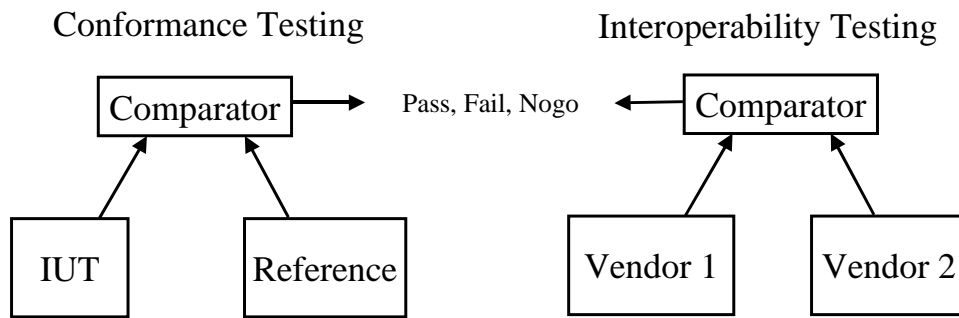 Conformance Testing
Interoperability Testing
Comparator
Pass, Fail, Nogo
Comparator
IUT
Reference
Vendor 1
Vendor 2